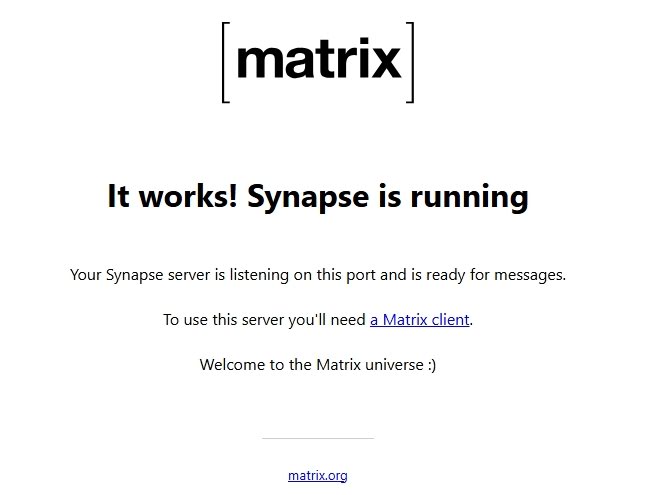 [matrix]
It works! Synapse is running
Your Synapse server is listening on this port and is ready for messages.
To use this server you'll need a Matrix client.
Welcome to the Matrix universe :)
matrix.org